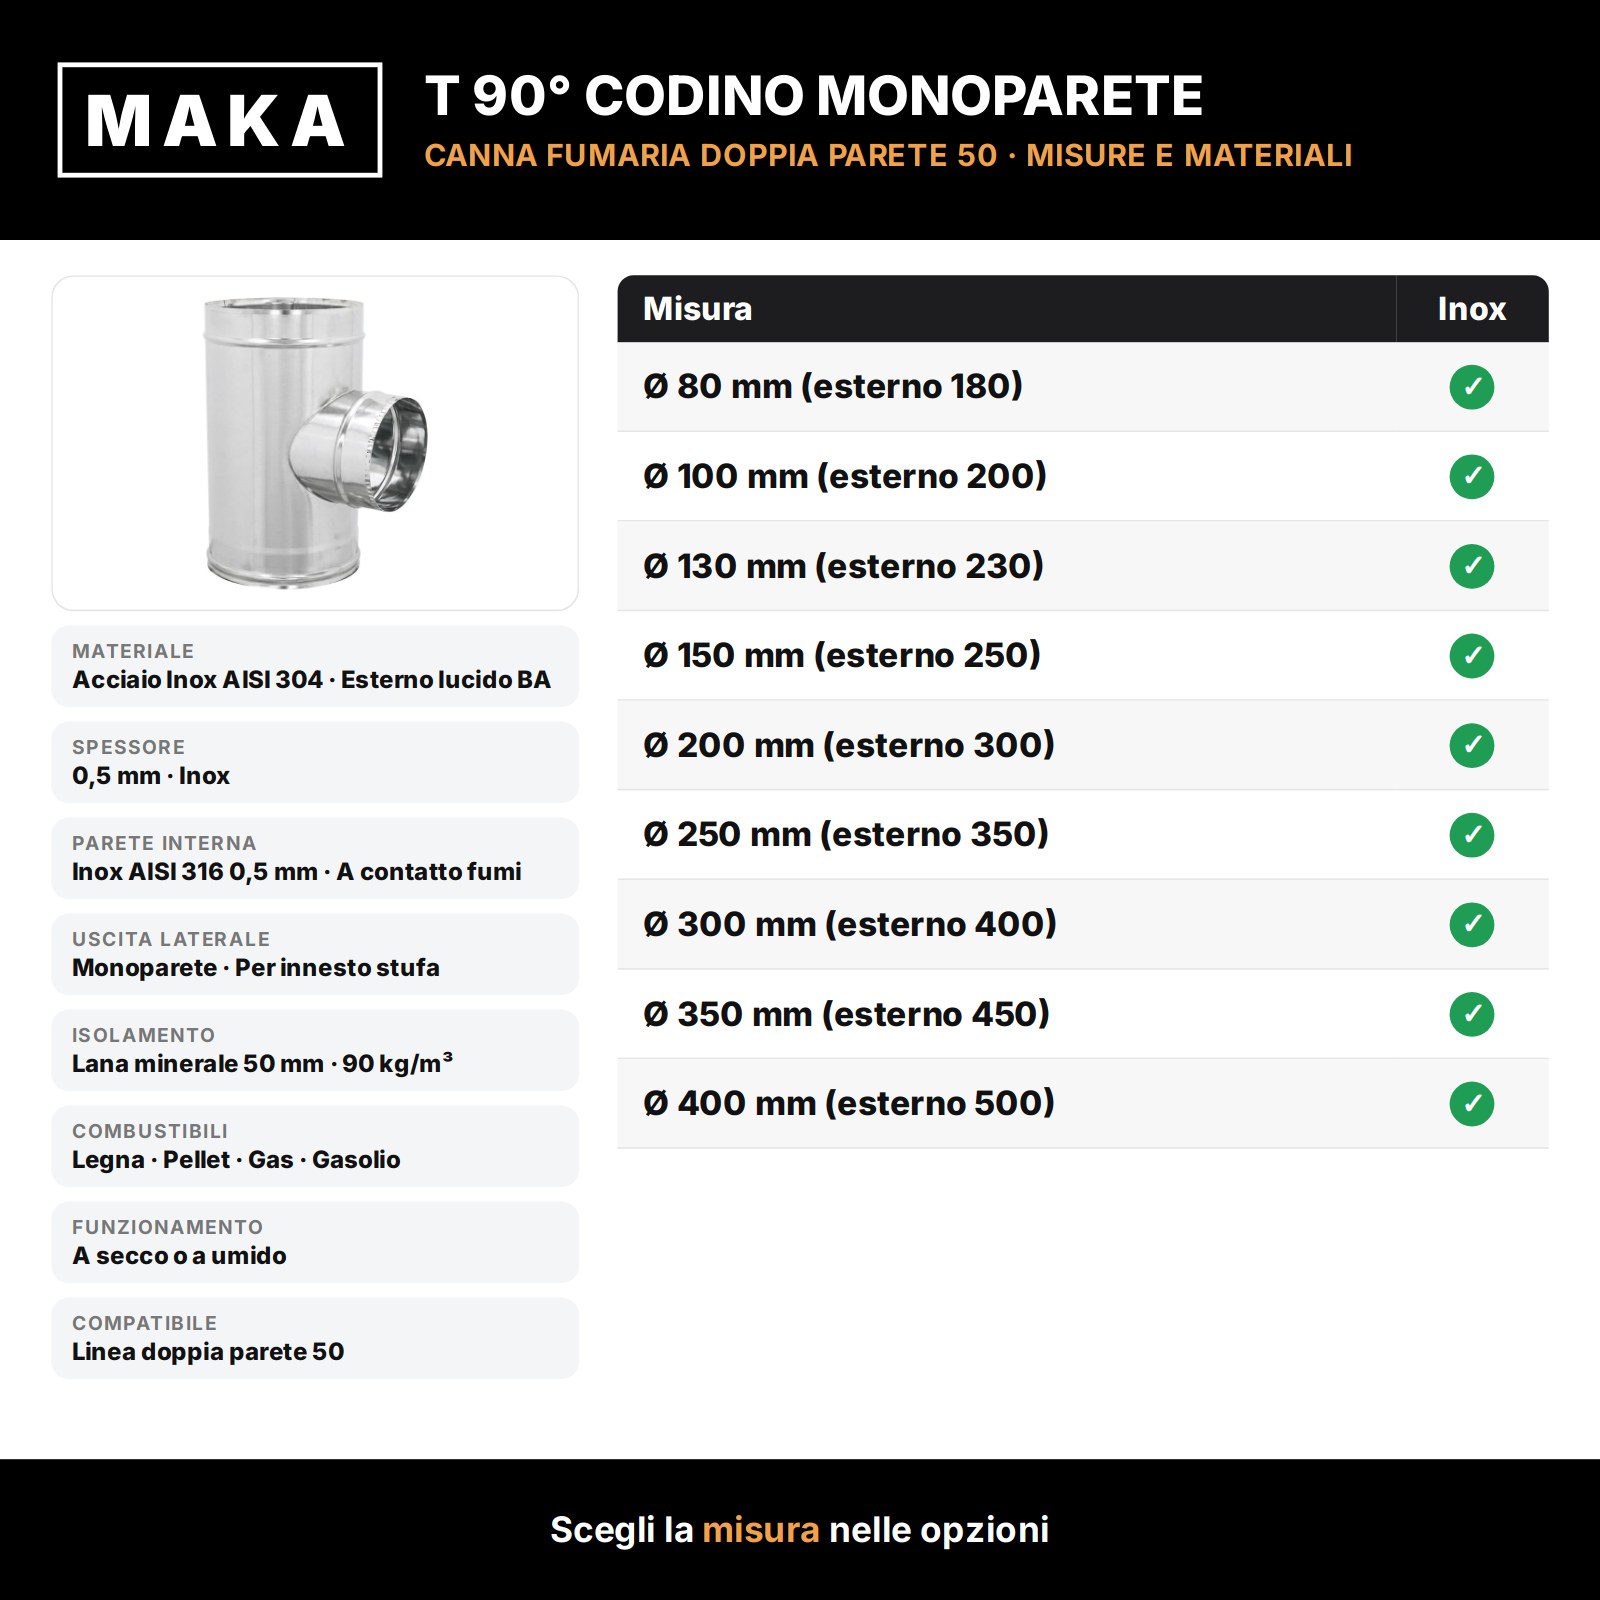 MAKA
T 90° CODINO MONOPARETE
CANNA FUMARIA DOPPIA PARETE 50 · MISURE E MATERIALI
MATERIALE
Acciaio Inox AISI 304 · Esterno lucido BA
SPESSORE
0,5 mm · Inox
PARETE INTERNA
Inox AISI 316 0,5 mm · A contatto fumi
USCITA LATERALE
Monoparete · Per innesto stufa
ISOLAMENTO
Lana minerale 50 mm · 90 kg/m³
COMBUSTIBILI
Legna · Pellet · Gas · Gasolio
FUNZIONAMENTO
A secco o a umido
COMPATIBILE
Linea doppia parete 50
Misura Inox
Ø 80 mm (esterno 180) ✓
Ø 100 mm (esterno 200) ✓
Ø 130 mm (esterno 230) ✓
Ø 150 mm (esterno 250) ✓
Ø 200 mm (esterno 300) ✓
Ø 250 mm (esterno 350) ✓
Ø 300 mm (esterno 400) ✓
Ø 350 mm (esterno 450) ✓
Ø 400 mm (esterno 500) ✓
Scegli la misura nelle opzioni